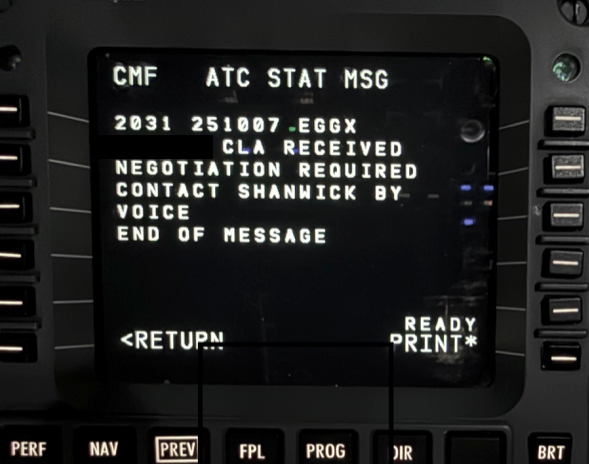 CMF ATC STAT MSG
2031 251007 EGGX
CLA RECEIVED
NEGOTIATION REQUIRED
CONTACT SHANWICK BY
VOICE
END OF MESSAGE
READY
<RETURN PRINT*
PERF NAV PREV FPL PROG DIR BRT